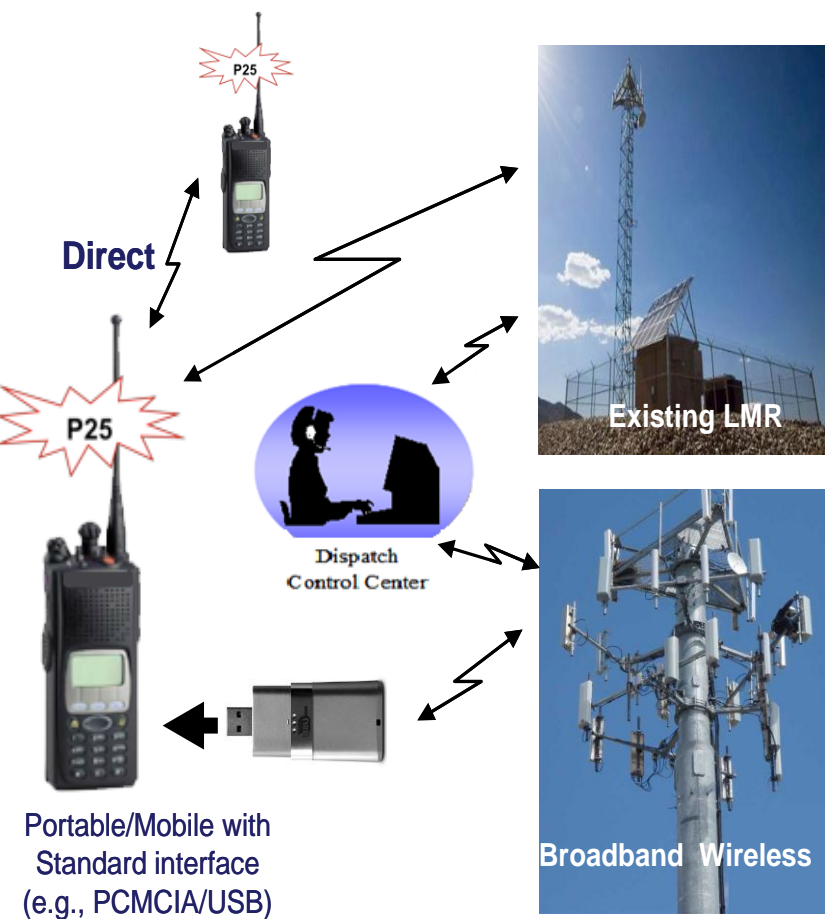 P25
Direct
P25
Existing LMR
Dispatch
Control Center
Portable/Mobile with
Standard interface
(e.g., PCMCIA/USB)
Broadband Wireless